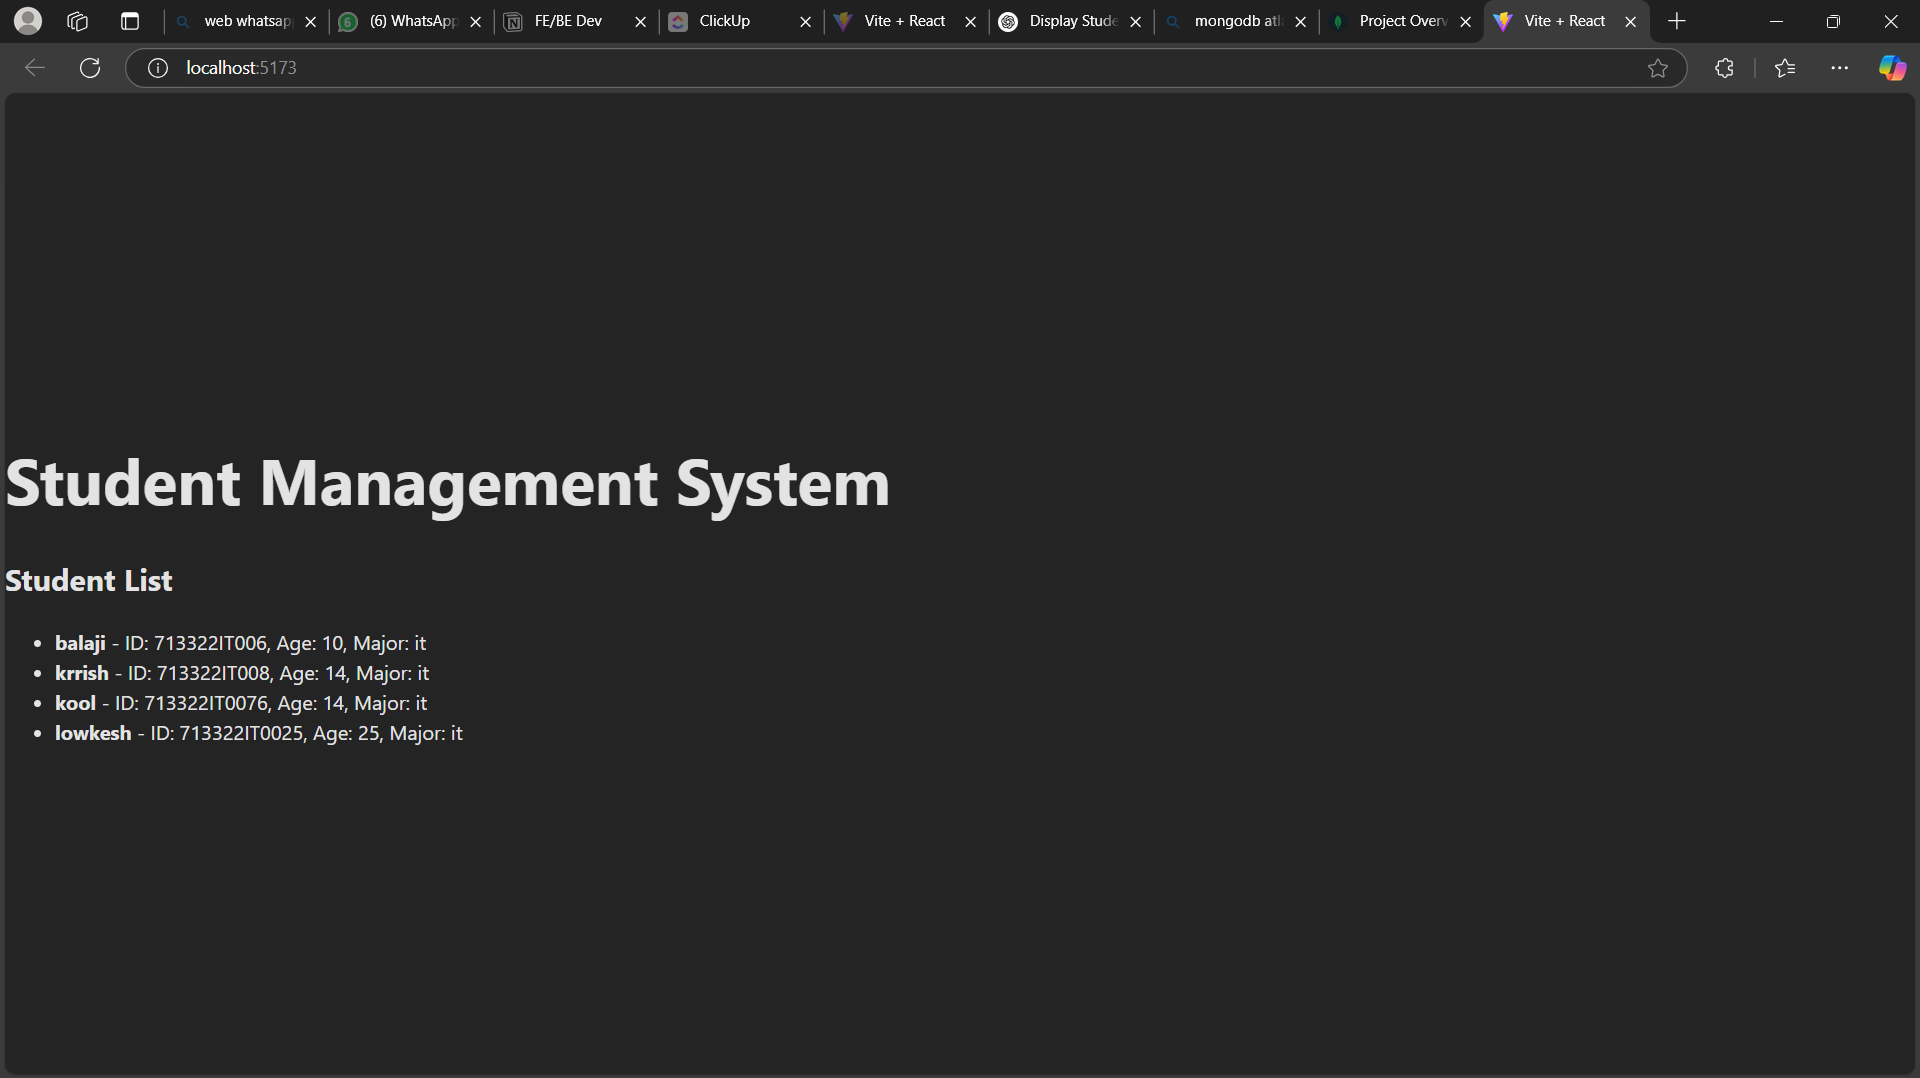 web whatsap
6 (6) WhatsApp
FE/BE Dev
ClickUp
Vite + React
Display Stude
mongodb atl
Project Overv
Vite + React
localhost:5173
Student Management System
Student List
• balaji - ID: 713322IT006, Age: 10, Major: it
• krrish - ID: 713322IT008, Age: 14, Major: it
• kool - ID: 713322IT0076, Age: 14, Major: it
• lowkesh - ID: 713322IT0025, Age: 25, Major: it